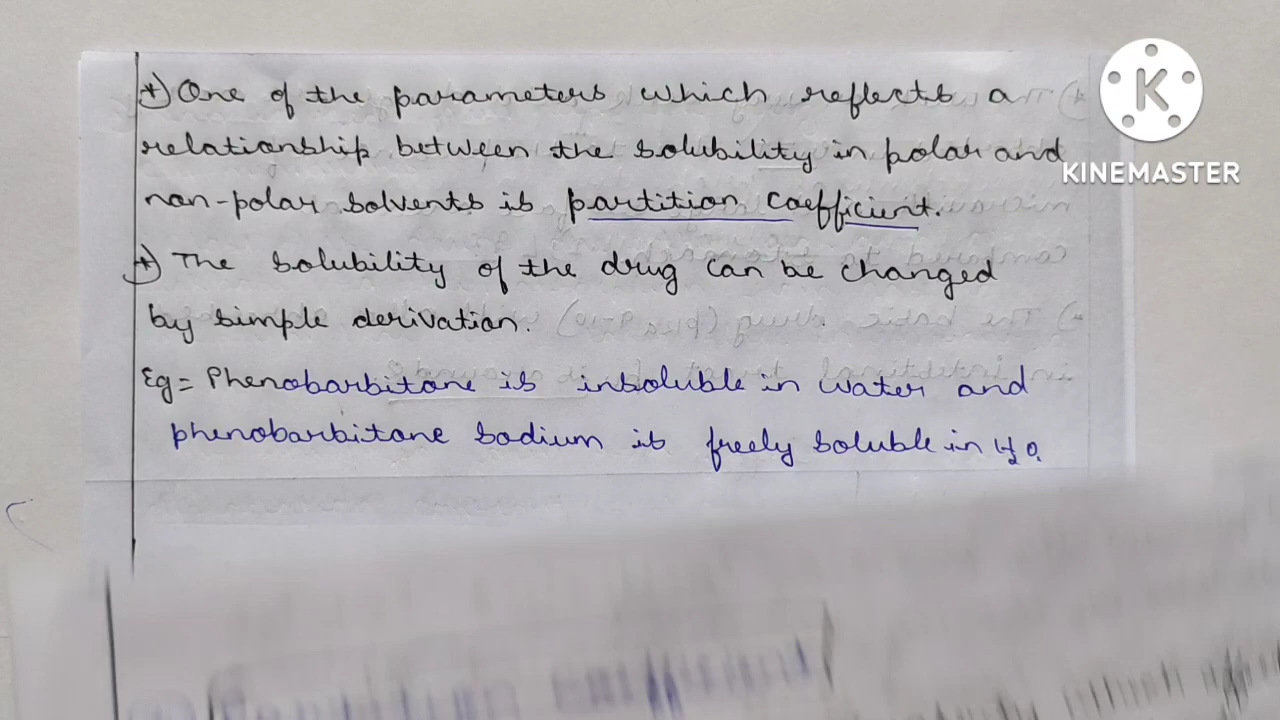 *) One of the parameters which reflects a
relationship between the solubility in polar and
non-polar solvents is partition coefficient.
*) The solubility of the drug can be changed
by simple derivation.
Eg = Phenobarbitone is insoluble in water and
phenobarbitone sodium is freely soluble in H2O.
K
KINEMASTER